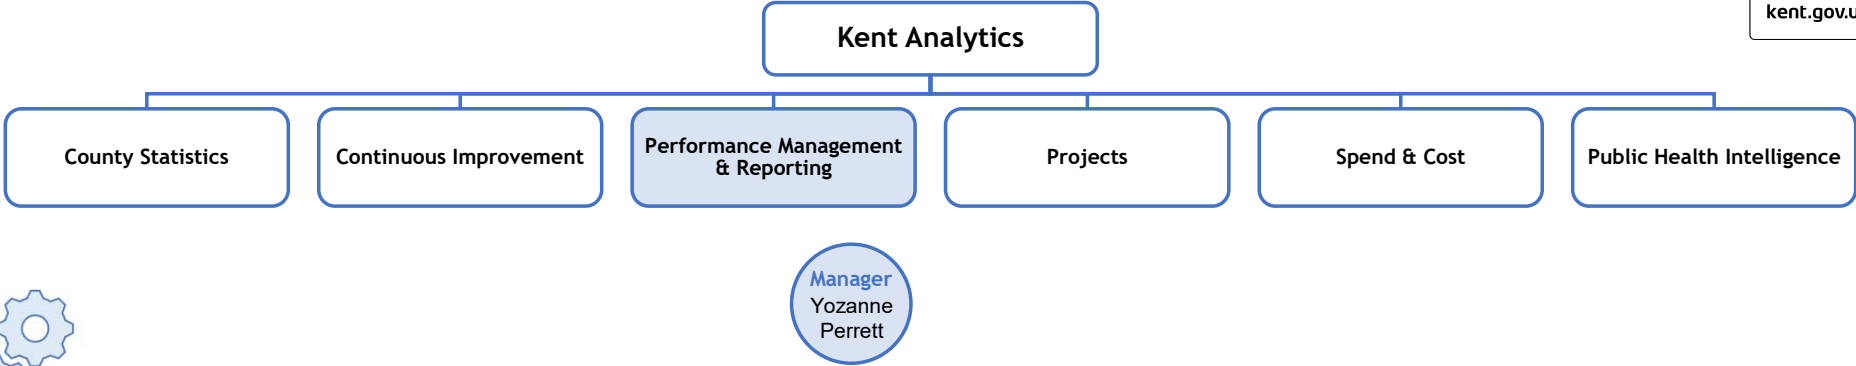 Kent Analytics
kent.gov.u
County Statistics
Continuous Improvement
Performance Management
& Reporting
Projects
Spend & Cost
Public Health Intelligence
Manager
Yozanne
Perrett